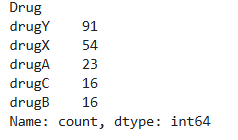 Drug
drugY    91
drugX    54
drugA    23
drugC    16
drugB    16
Name: count, dtype: int64